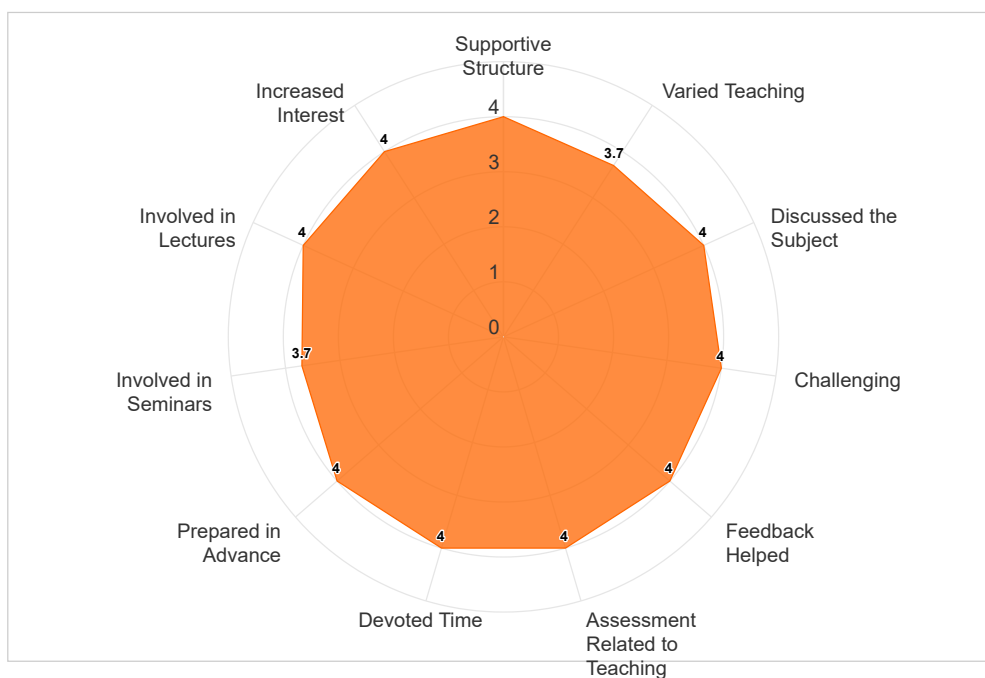 Supportive
Structure
Increased
Interest
Varied Teaching
4
4
3.7
3
Involved in
Lectures
4
2
4
Discussed the
Subject
1
0
3.7
4
Involved in
Seminars
Challenging
4
4
Prepared in
Advance
Feedback
Helped
4
4
Devoted Time
Assessment
Related to
Teaching